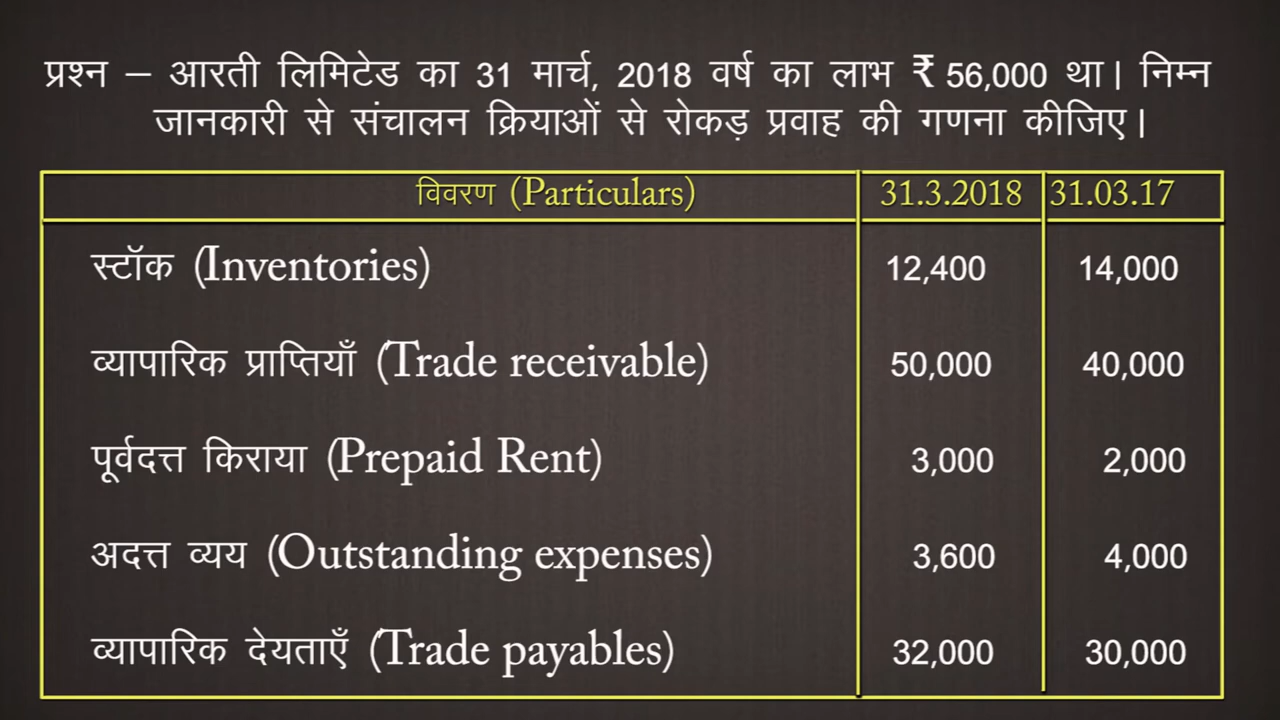 प्रश्न – आरती लिमिटेड का 31 मार्च, 2018 वर्ष का लाभ ₹ 56,000 था। निम्न
जानकारी से संचालन क्रियाओं से रोकड़ प्रवाह की गणना कीजिए।
विवरण (Particulars) 31.3.2018 31.03.17
स्टॉक (Inventories) 12,400 14,000
व्यापारिक प्राप्तियाँ (Trade receivable) 50,000 40,000
पूर्वदत्त किराया (Prepaid Rent) 3,000 2,000
अदत्त व्यय (Outstanding expenses) 3,600 4,000
व्यापारिक देयताएँ (Trade payables) 32,000 30,000